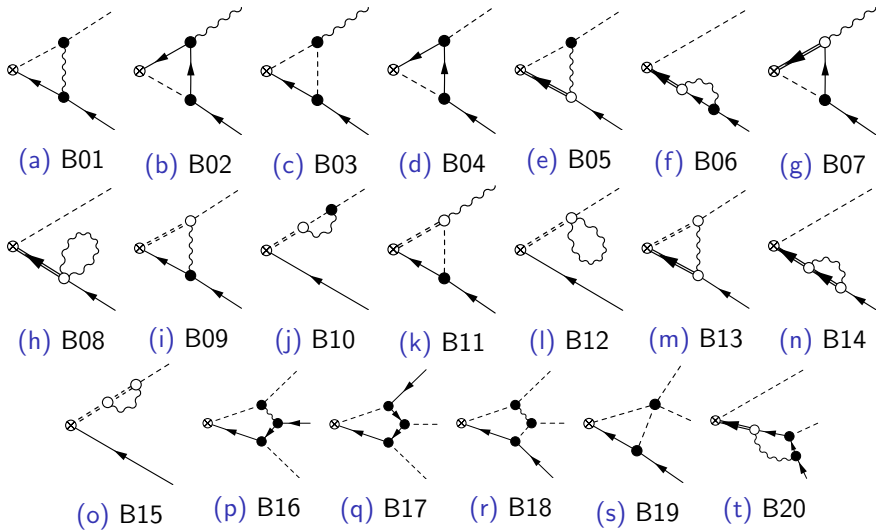 (a) B01 (b) B02 (c) B03 (d) B04 (e) B05 (f) B06 (g) B07
(h) B08 (i) B09 (j) B10 (k) B11 (l) B12 (m) B13 (n) B14
(o) B15 (p) B16 (q) B17 (r) B18 (s) B19 (t) B20